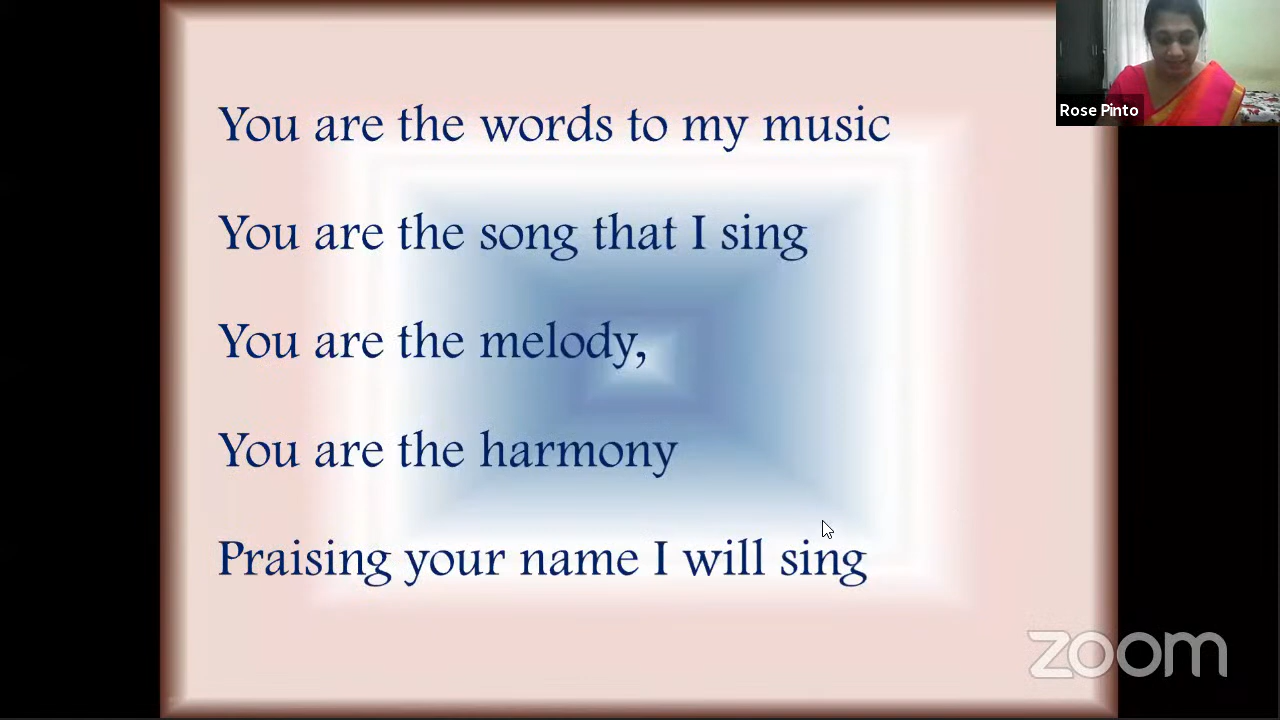 You are the words to my music
You are the song that I sing
You are the melody,
You are the harmony
Praising your name I will sing
Rose Pinto
zoom